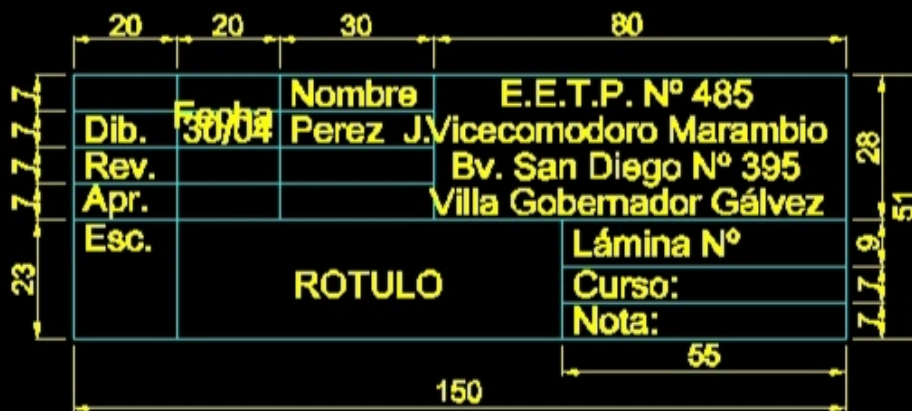 20 20 30 80
7 Fecha Nombre E.E.T.P. Nº 485
7 Dib. 30/04 Perez J. Vicecomodoro Marambio 28
7 Rev. Bv. San Diego Nº 395
7 Apr. Villa Gobernador Gálvez 51
Esc. Lámina Nº 9
23 ROTULO Curso: 7
Nota: 7
55
150